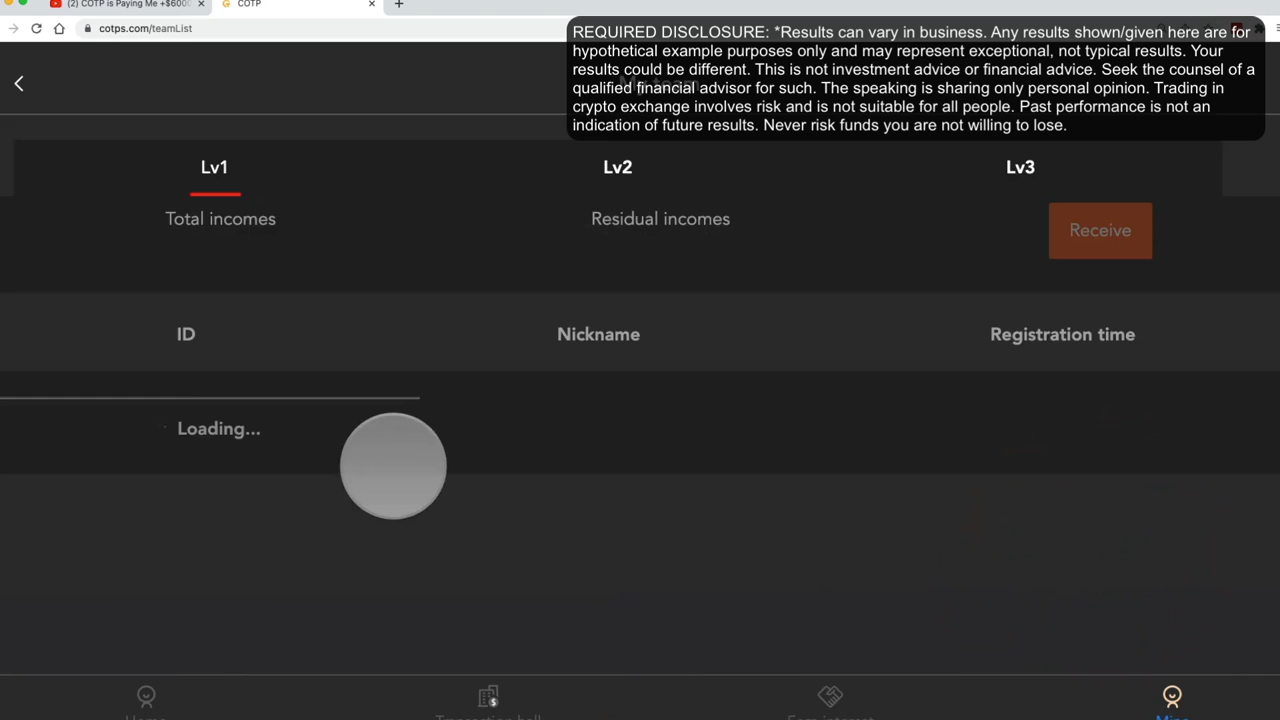 (2) COTP is Paying Me +$600
COTP
cotps.com/teamList
REQUIRED DISCLOSURE: *Results can vary in business. Any results shown/given here are for
hypothetical example purposes only and may represent exceptional, not typical results. Your
results could be different. This is not investment advice or financial advice. Seek the counsel of a
qualified financial advisor for such. The speaking is sharing only personal opinion. Trading in
crypto exchange involves risk and is not suitable for all people. Past performance is not an
indication of future results. Never risk funds you are not willing to lose.
Lv1 Lv2 Lv3
Total incomes Residual incomes Receive
ID Nickname Registration time
Loading...